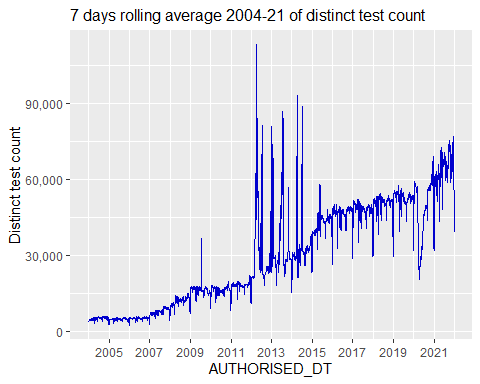 7 days rolling average 2004-21 of distinct test count
Distinct test count
90,000
60,000
30,000
0
2005 2007 2009 2011 2013 2015 2017 2019 2021
AUTHORISED_DT